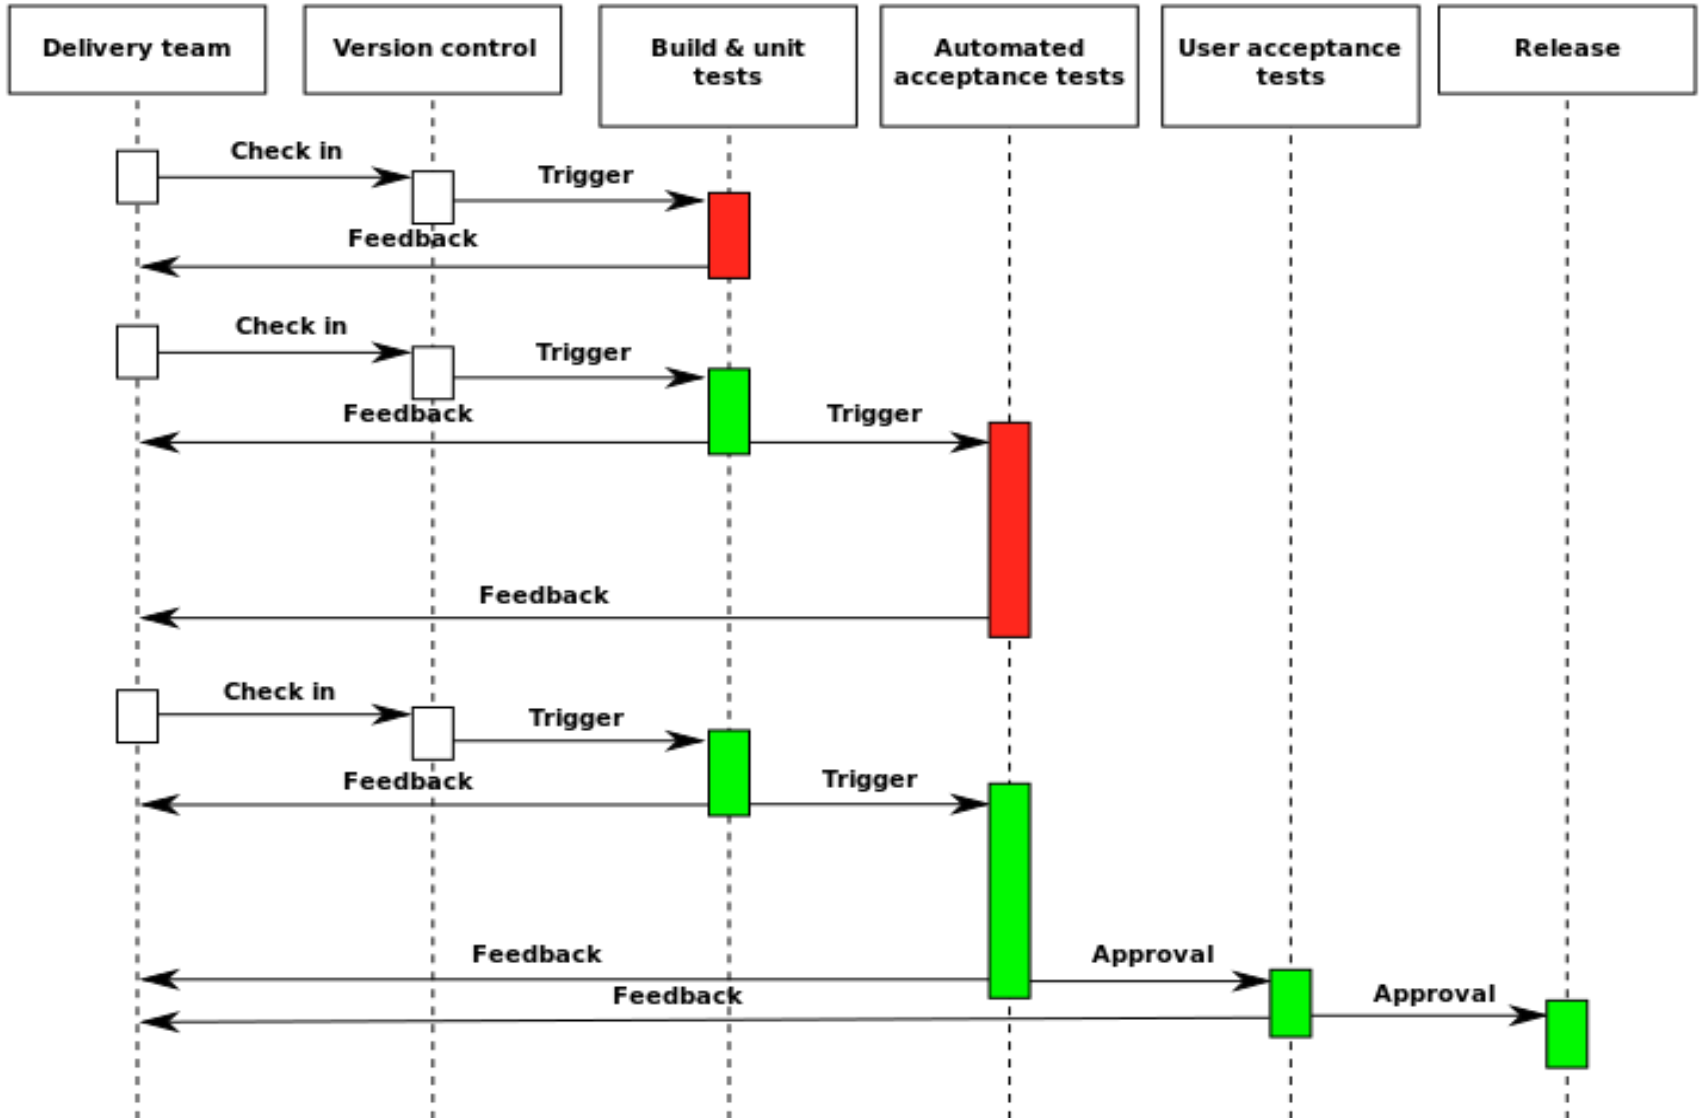 Delivery team
Version control
Build & unit
tests
Automated
acceptance tests
User acceptance
tests
Release
Check in
Trigger
Feedback
Check in
Trigger
Feedback
Trigger
Feedback
Check in
Trigger
Feedback
Trigger
Feedback
Approval
Feedback
Approval